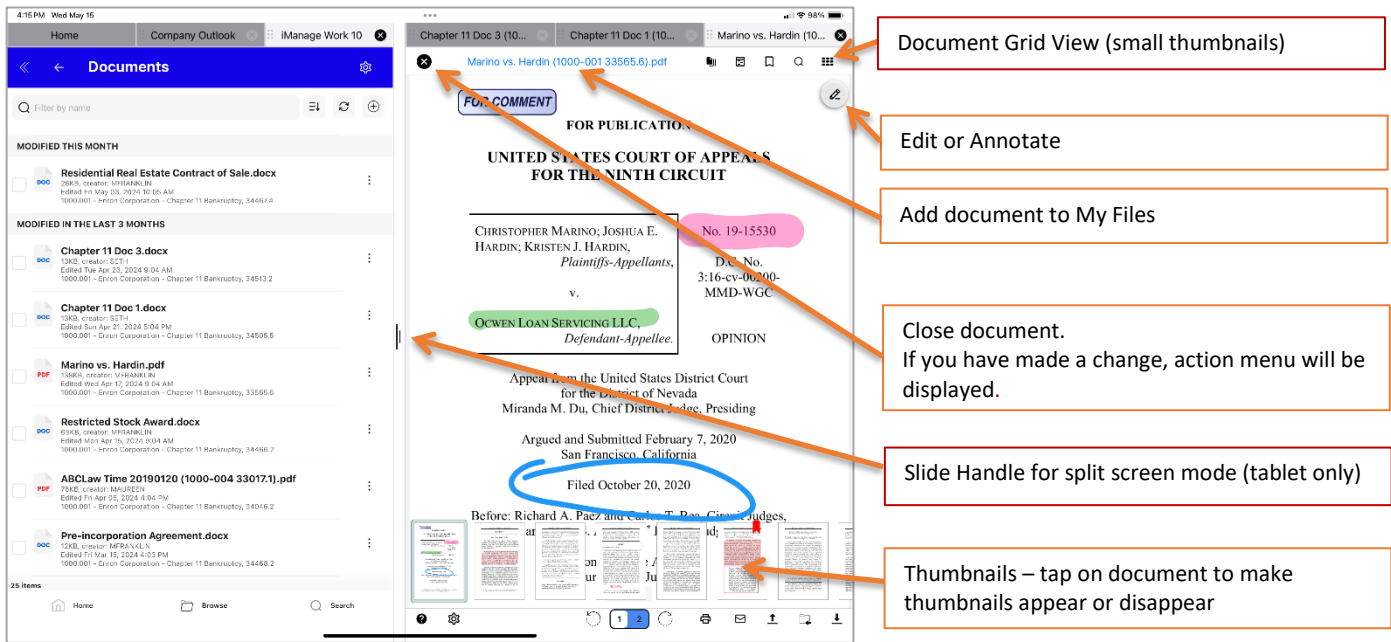 4:15 PM Wed May 15
98%
Home
Company Outlook
iManage Work 10
Documents
Filter by name
MODIFIED THIS MONTH
Residential Real Estate Contract of Sale.docx
26KB, creator: MFRANKLIN
Edited Fri May 03, 2024 10:05 AM
1000.001 - Enron Corporation - Chapter 11 Bankruptcy, 34467.4
MODIFIED IN THE LAST 3 MONTHS
Chapter 11 Doc 3.docx
13KB, creator: SETH
Edited Tue Apr 23, 2024 9:04 AM
1000.001 - Enron Corporation - Chapter 11 Bankruptcy, 34513.2
Chapter 11 Doc 1.docx
13KB, creator: SETH
Edited Sun Apr 21, 2024 5:04 PM
1000.001 - Enron Corporation - Chapter 11 Bankruptcy, 34505.5
Marino vs. Hardin.pdf
136KB, creator: MFRANKLIN
Edited Wed Apr 17, 2024 9:04 AM
1000.001 - Enron Corporation - Chapter 11 Bankruptcy, 33565.6
Restricted Stock Award.docx
creator: MFRANKLIN
Edited Mon Apr 15, 2024 9:04 AM
1000.001 - Enron Corporation - Chapter 11 Bankruptcy, 34466.2
ABCLaw Time 20190120 (1000-004 33017.1).pdf
76KB, creator: MAUREEN
Edited Fri Apr 05, 2024 4:04 PM
1000.001 - Enron Corporation - Chapter 11 Bankruptcy, 34046.2
Pre-incorporation Agreement.docx
12KB, creator: MFRANKLIN
Edited Fri Mar 15, 2024 4:03 PM
1000.001 - Enron Corporation - Chapter 11 Bankruptcy, 34468.2
DOC
DOC
DOC
PDF
DOC
PDF
DOC
25 items
Home
Browse
Search
Chapter 11 Doc 3 (10...
Chapter 11 Doc 1 (10...
Marino vs. Hardin (10...
Marino vs. Hardin (1000-001 33565.6).pdf
FOR COMMENT
FOR PUBLICATION
UNITED STATES COURT OF APPEALS
FOR THE NINTH CIRCUIT
CHRISTOPHER MARINO; JOSHUA E.
HARDIN; KRISTEN J. HARDIN,
Plaintiffs-Appellants,
v.
OCWEN LOAN SERVICING LLC,
Defendant-Appellee.
No. 19-15530
D.C. No.
3:16-cv-00200-
MMD-WGC
OPINION
Appeal from the United States District Court
for the District of Nevada
Miranda M. Du, Chief District Judge, Presiding
Argued and Submitted February 7, 2020
San Francisco, California
Filed October 20, 2020
Before: Richard A. Paez and Carlos T. Bea, Circuit Judges,
1 2
Document Grid View (small thumbnails)
Edit or Annotate
Add document to My Files
Close document.
If you have made a change, action menu will be
displayed.
Slide Handle for split screen mode (tablet only)
Thumbnails – tap on document to make
thumbnails appear or disappear